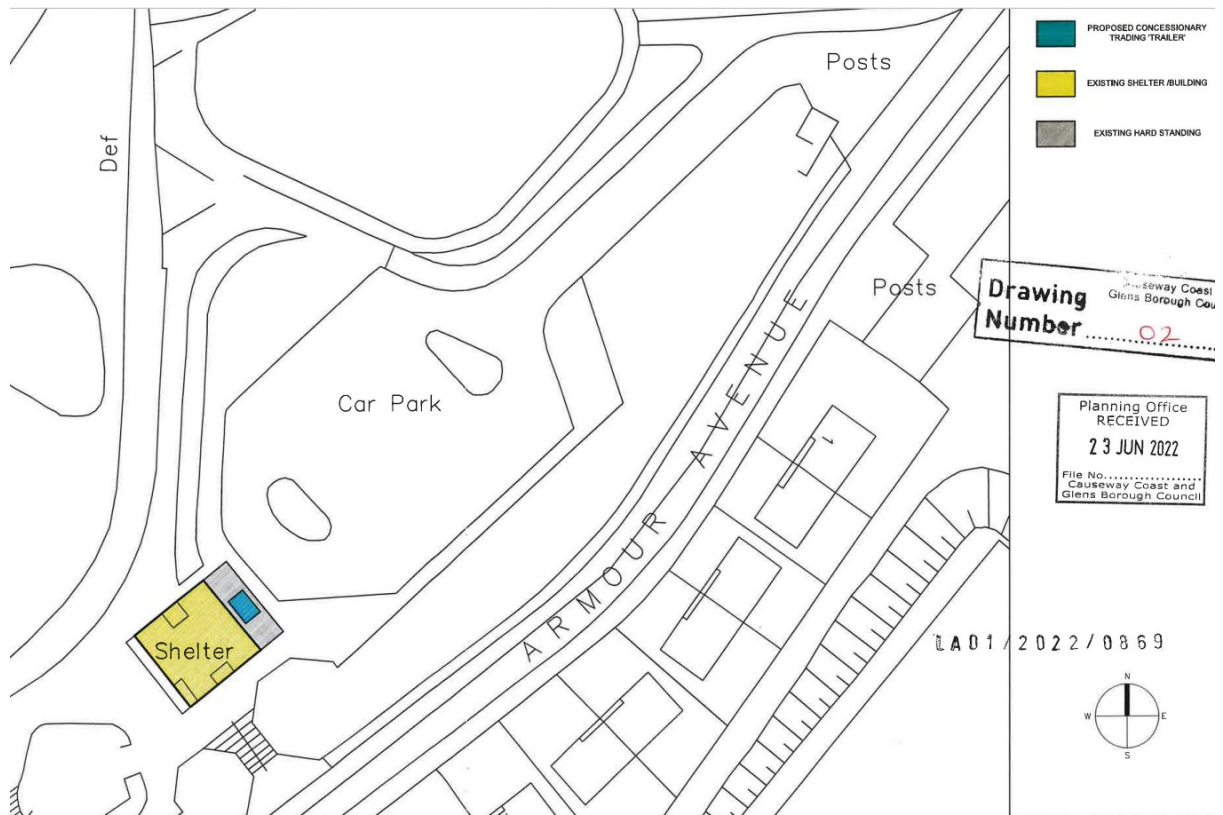 PROPOSED CONCESSIONARY
TRADING 'TRAILER'
EXISTING SHELTER /BUILDING
EXISTING HARD STANDING
Posts
Def
Posts
Drawing
Number
Causeway Coast
Glens Borough Cou
02
Car Park
ARMOUR AVENUE
1
Planning Office
RECEIVED
23 JUN 2022
File No.
Causeway Coast and
Glens Borough Council
Shelter
LA01/2022/0869
N
W
E
S